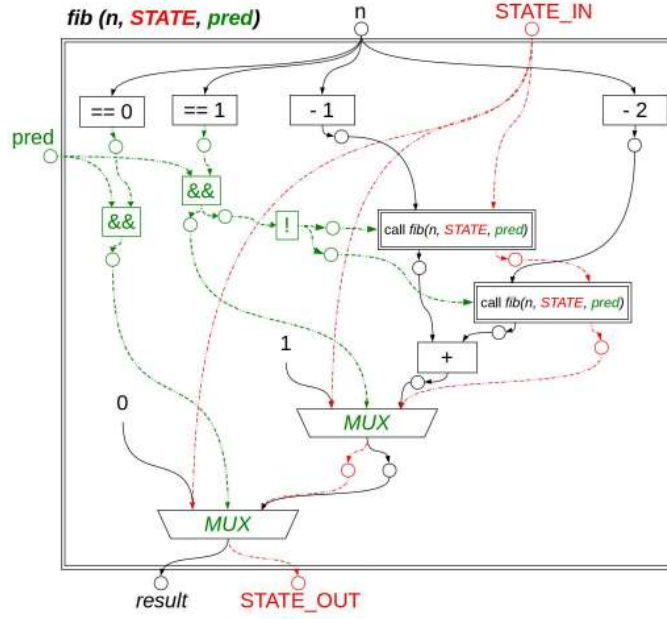 fib (n, STATE, pred)
n
STATE_IN
== 0
== 1
- 1
- 2
pred
&&
&&
!
call fib(n, STATE, pred)
call fib(n, STATE, pred)
1
+
0
MUX
MUX
result
STATE_OUT